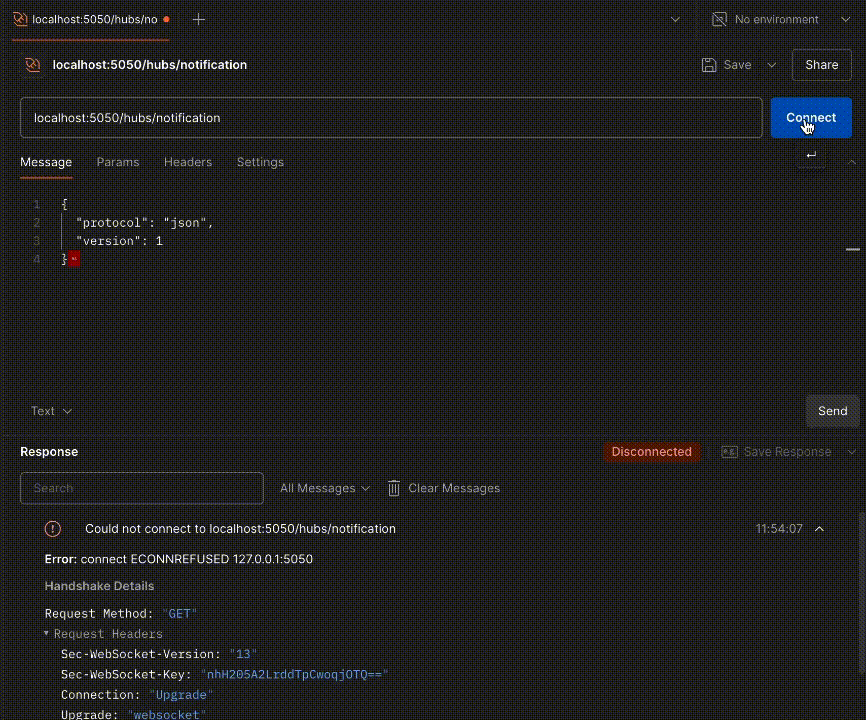 localhost:5050/hubs/no
No environment
localhost:5050/hubs/notification
Save
Share
localhost:5050/hubs/notification
Connect
Message Params Headers Settings
1 {
2 "protocol": "json",
3 "version": 1
4 }
Text
Send
Response
Disconnected
Save Response
Search
All Messages
Clear Messages
Could not connect to localhost:5050/hubs/notification
11:54:07
Error: connect ECONNREFUSED 127.0.0.1:5050
Handshake Details
Request Method: "GET"
Request Headers
Sec-WebSocket-Version: "13"
Sec-WebSocket-Key: "nhH205A2LrddTpCwoqjOTQ=="
Connection: "Upgrade"
Upgrade: "websocket"